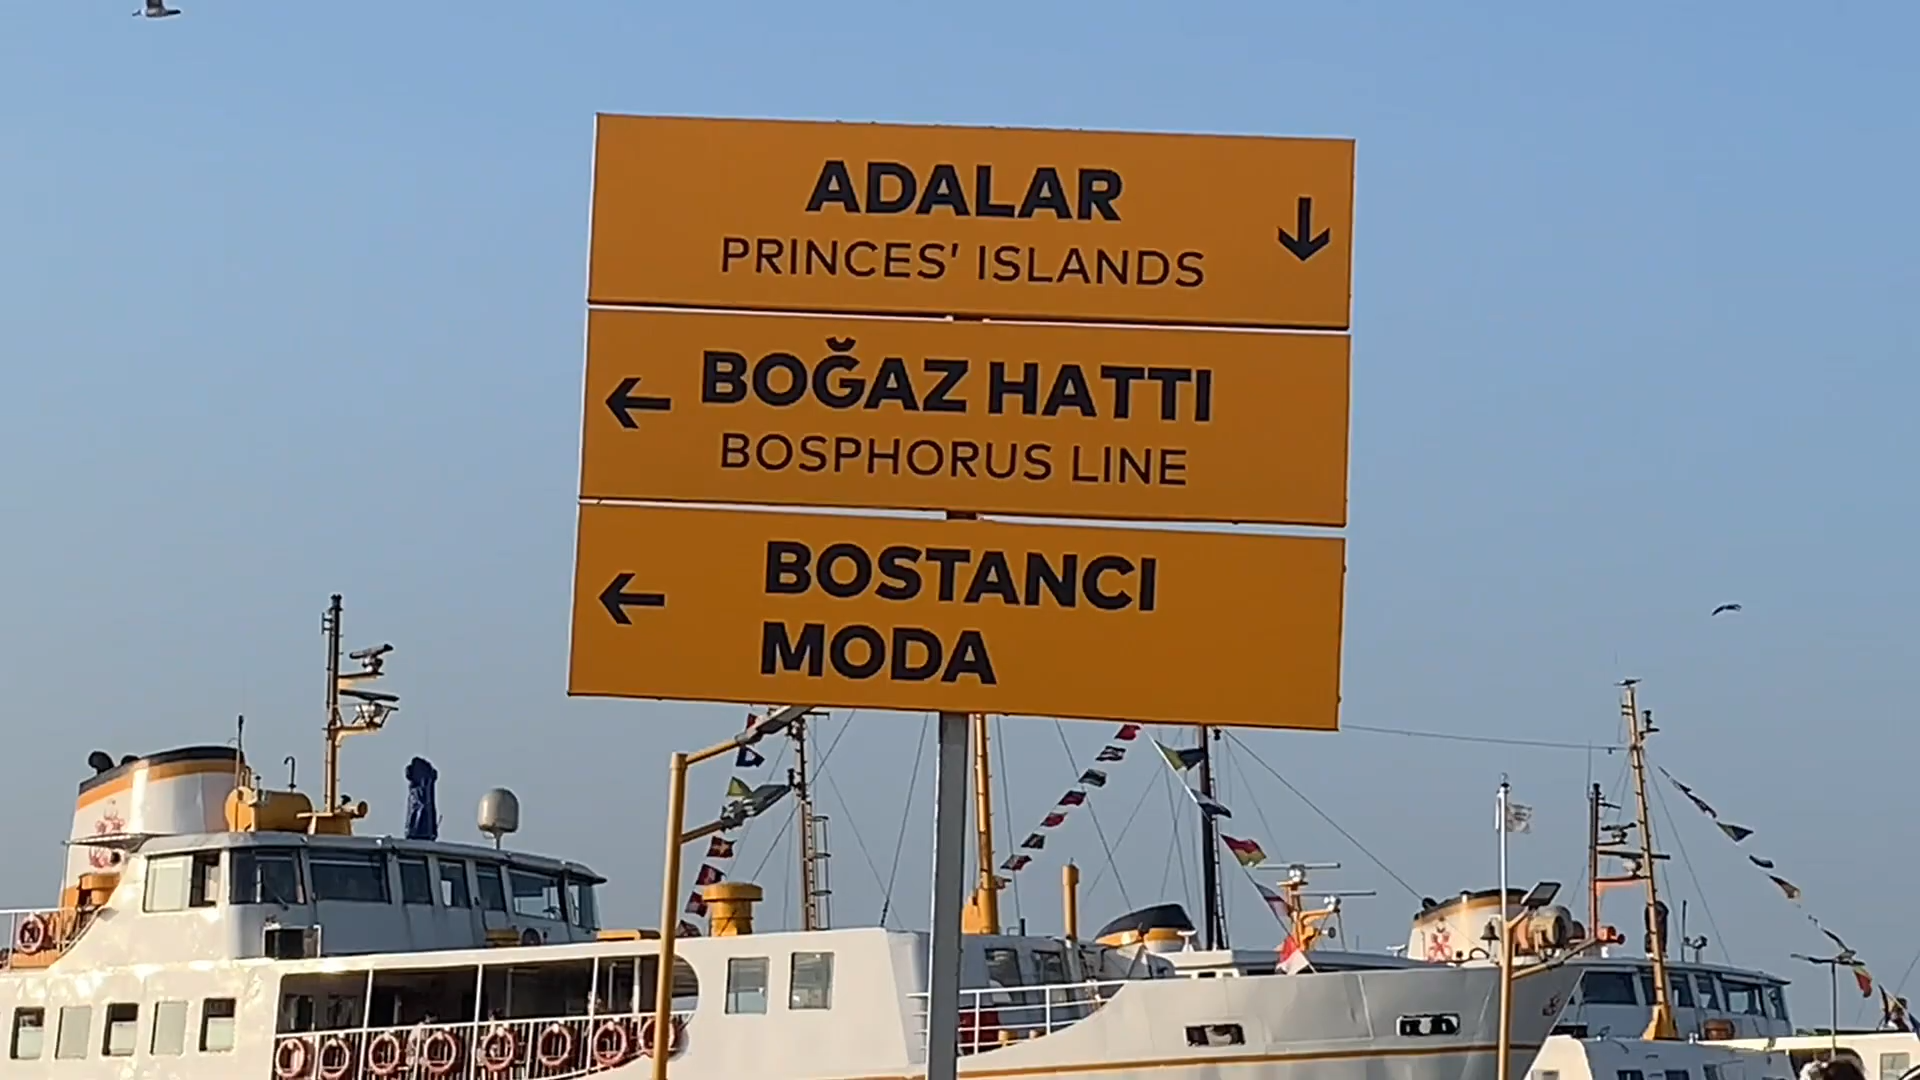 ADALAR
PRINCES' ISLANDS
BOĞAZ HATTI
BOSPHORUS LINE
BOSTANCI
MODA